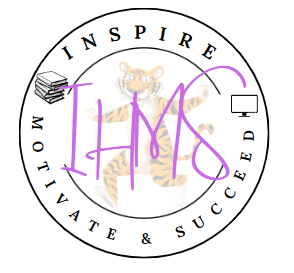 INSPIRE
IHMS
MOTIVATE & SUCCEED